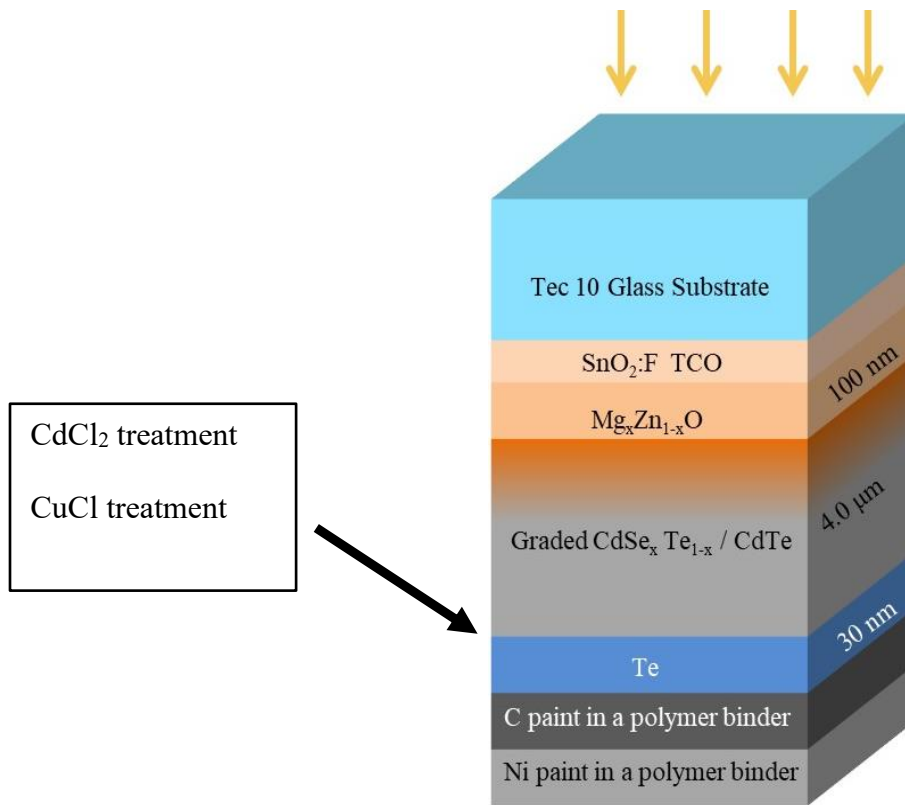 Tec 10 Glass Substrate
SnO₂:F TCO
100 nm
MgₓZn₁₋ₓO
CdCl₂ treatment
CuCl treatment
4.0 μm
Graded CdSeₓ Te₁₋ₓ / CdTe
30 nm
Te
C paint in a polymer binder
Ni paint in a polymer binder